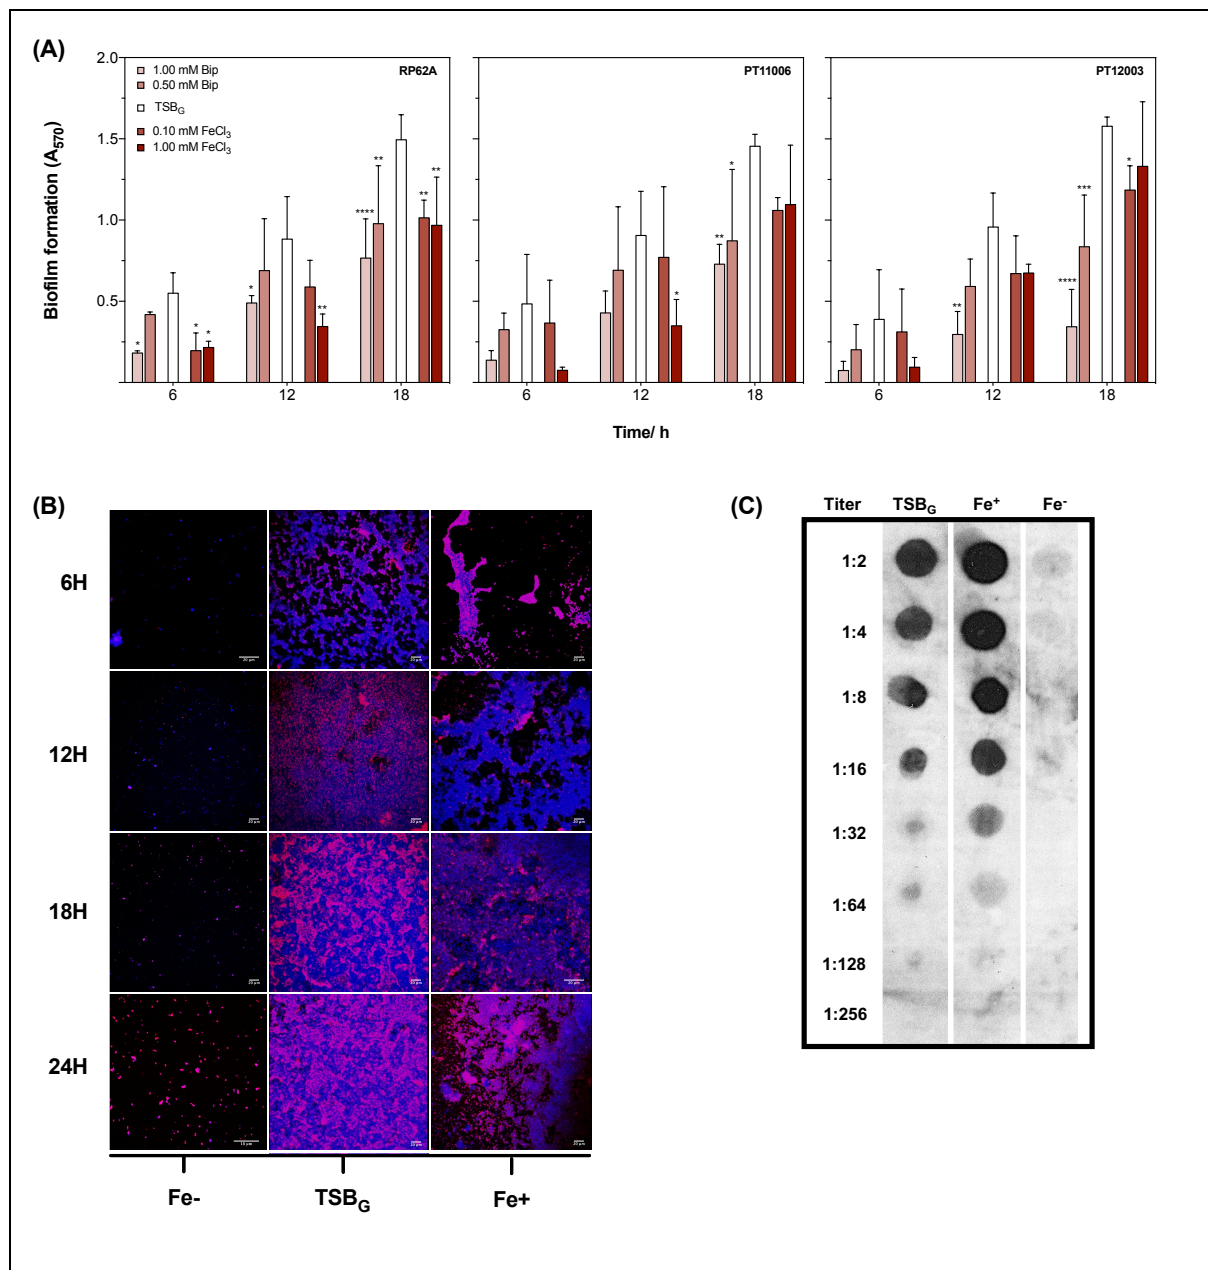 (A)
2.0
1.5
1.0
0.5
Biofilm formation (A570)
1.00 mM Bip
0.50 mM Bip
TSBG
0.10 mM FeCl3
1.00 mM FeCl3
RP62A
PT11006
PT12003
* * * * **** ** ** ** **
* ** * **
** **** *** *
6 12 18 6 12 18 6 12 18
Time/ h
(B)
6H
12H
18H
24H
20 µm
Fe- TSBG Fe+
(C)
Titer TSBG Fe+ Fe-
1:2
1:4
1:8
1:16
1:32
1:64
1:128
1:256